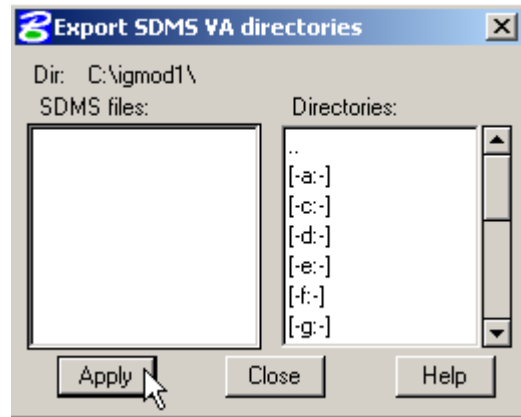 Export SDMS VA directories
Dir: C:\igmod1\
SDMS files:
Directories:
..
[-a:-]
[-c:-]
[-d:-]
[-e:-]
[-f:-]
[-g:-]
Apply
Close
Help